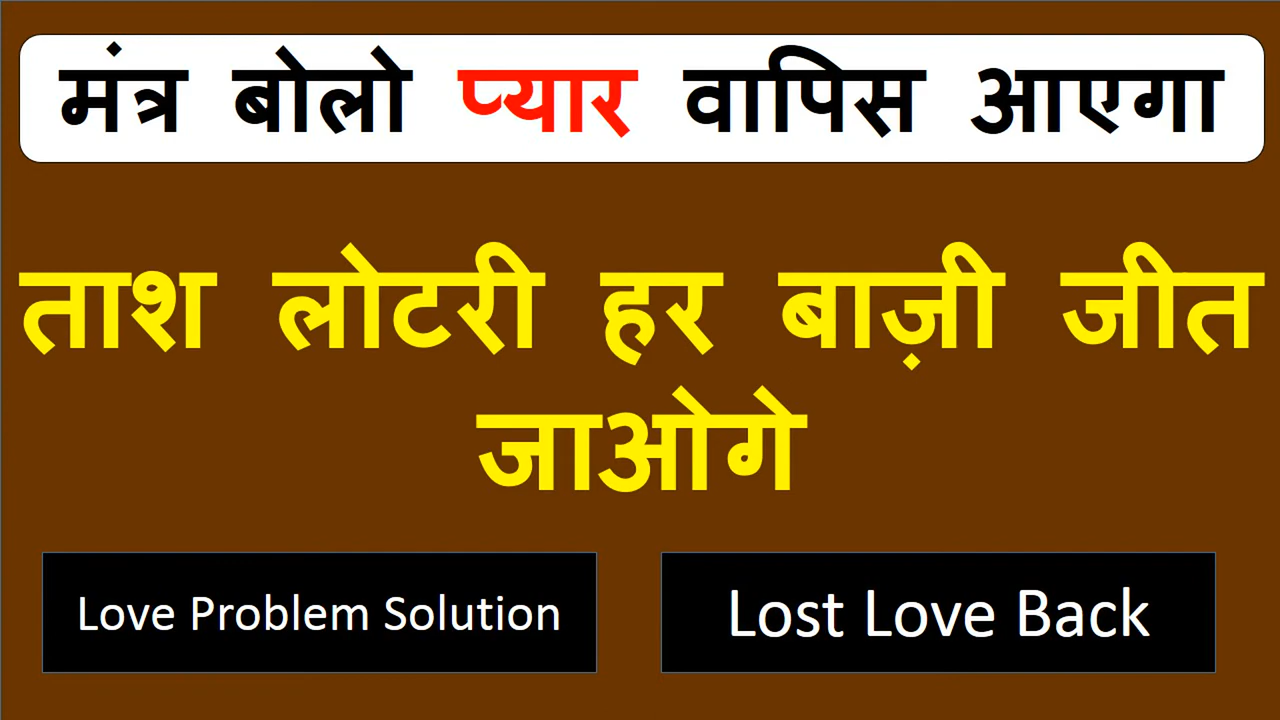 मंत्र बोलो प्यार वापिस आएगा
ताश लोटरी हर बाज़ी जीत
जाओगे
Love Problem Solution
Lost Love Back